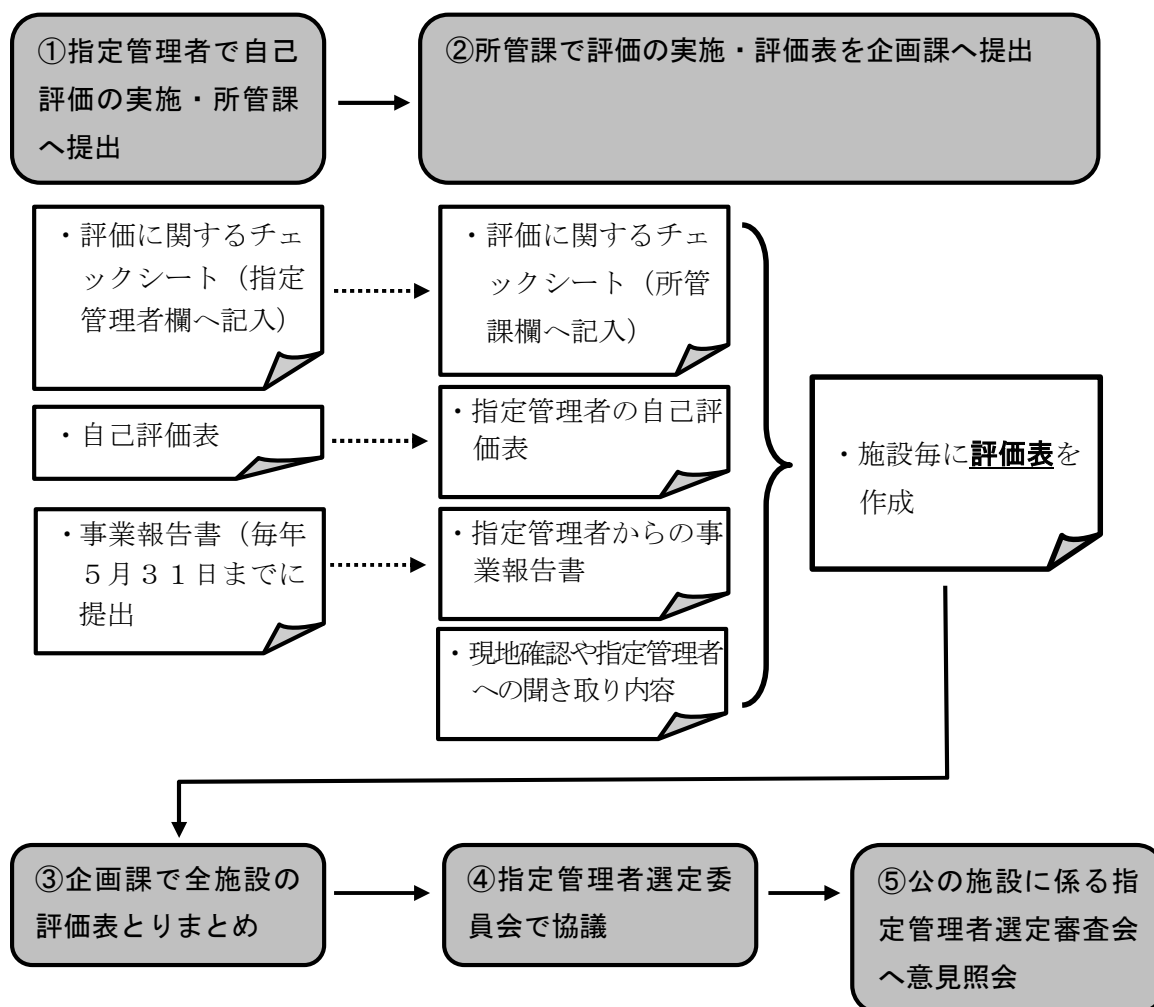 ①指定管理者で自己
評価の実施・所管課
へ提出
②所管課で評価の実施・評価表を企画課へ提出
・評価に関するチェ
ックシート（指定
管理者欄へ記入）
・評価に関するチェ
ックシート（所管
課欄へ記入）
・自己評価表
・指定管理者の自己評
価表
・事業報告書（毎年
５月３１日までに
提出
・指定管理者からの事
業報告書
・現地確認や指定管理者
への聞き取り内容
・施設毎に評価表を
作成
③企画課で全施設の
評価表とりまとめ
④指定管理者選定委
員会で協議
⑤公の施設に係る指
定管理者選定審査会
へ意見照会